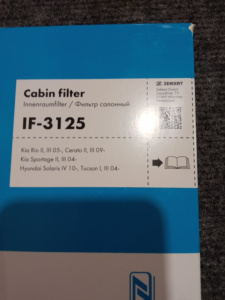 Cabin filter
Innenraumfilter / Фильтр салонный
IF-3125
Kia Rio II, III 05-, Cerato II, III 09-
Kia Sportage II, III 04-
Hyundai Solaris IV 10-, Tucson I, III 04-
ZEKKERT